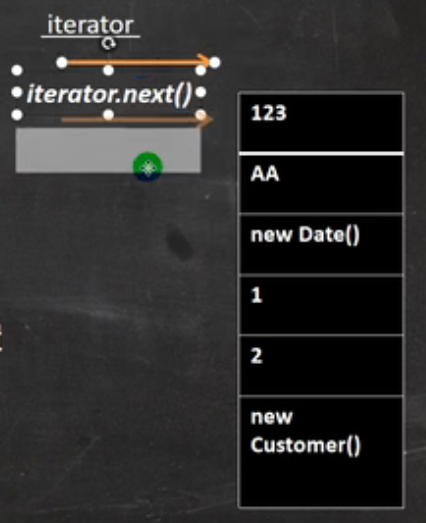 iterator
iterator.next()
123
AA
new Date()
1
2
new
Customer()